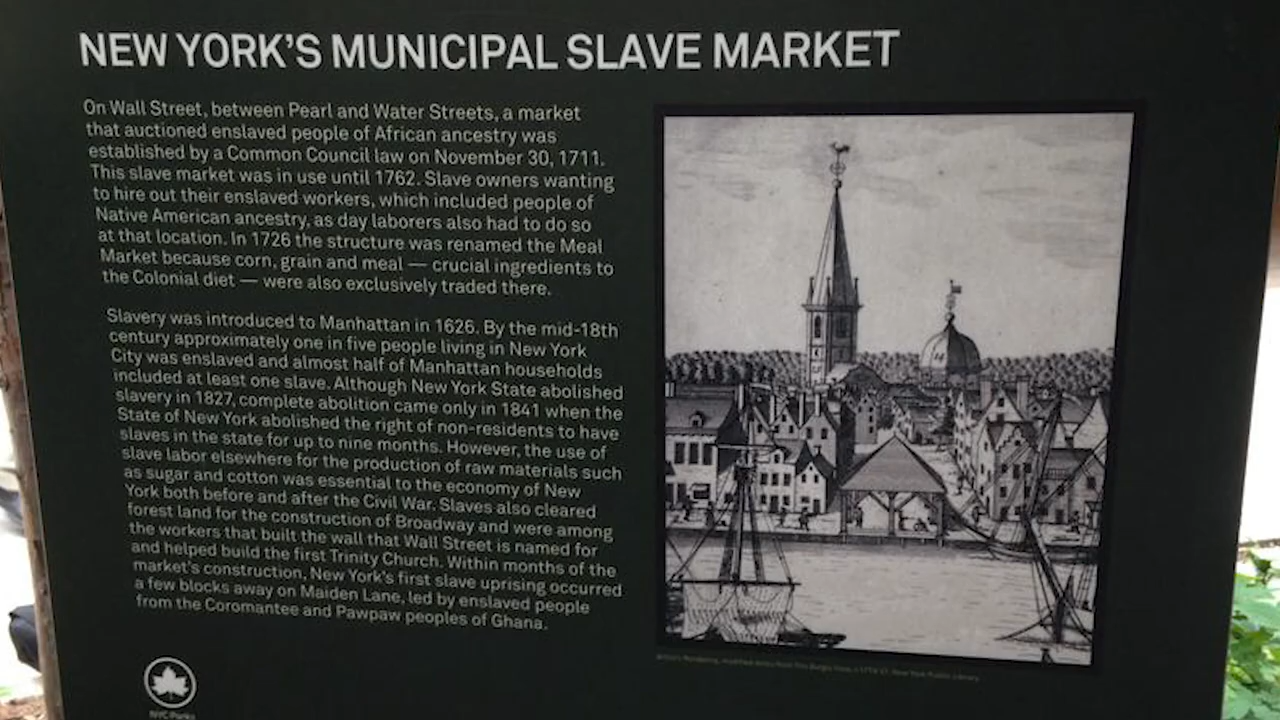 NEW YORK'S MUNICIPAL SLAVE MARKET
On Wall Street, between Pearl and Water Streets, a market
that auctioned enslaved people of African ancestry was
established by a Common Council law on November 30, 1711.
This slave market was in use until 1762. Slave owners wanting
to hire out their enslaved workers, which included people of
Native American ancestry, as day laborers also had to do so
at that location. In 1726 the structure was renamed the Meal
Market because corn, grain and meal — crucial ingredients to
the Colonial diet — were also exclusively traded there.
Slavery was introduced to Manhattan in 1626. By the mid-18th
century approximately one in five people living in New York
City was enslaved and almost half of Manhattan households
included at least one slave. Although New York State abolished
slavery in 1827, complete abolition came only in 1841 when the
State of New York abolished the right of non-residents to have
slaves in the state for up to nine months. However, the use of
slave labor elsewhere for the production of raw materials such
as sugar and cotton was essential to the economy of New
York both before and after the Civil War. Slaves also cleared
forest land for the construction of Broadway and were among
the workers that built the wall that Wall Street is named for
and helped build the first Trinity Church. Within months of the
market's construction, New York's first slave uprising occurred
a few blocks away on Maiden Lane, led by enslaved people
from the Coromantee and Pawpaw peoples of Ghana.
New York Public Library
NYC Parks